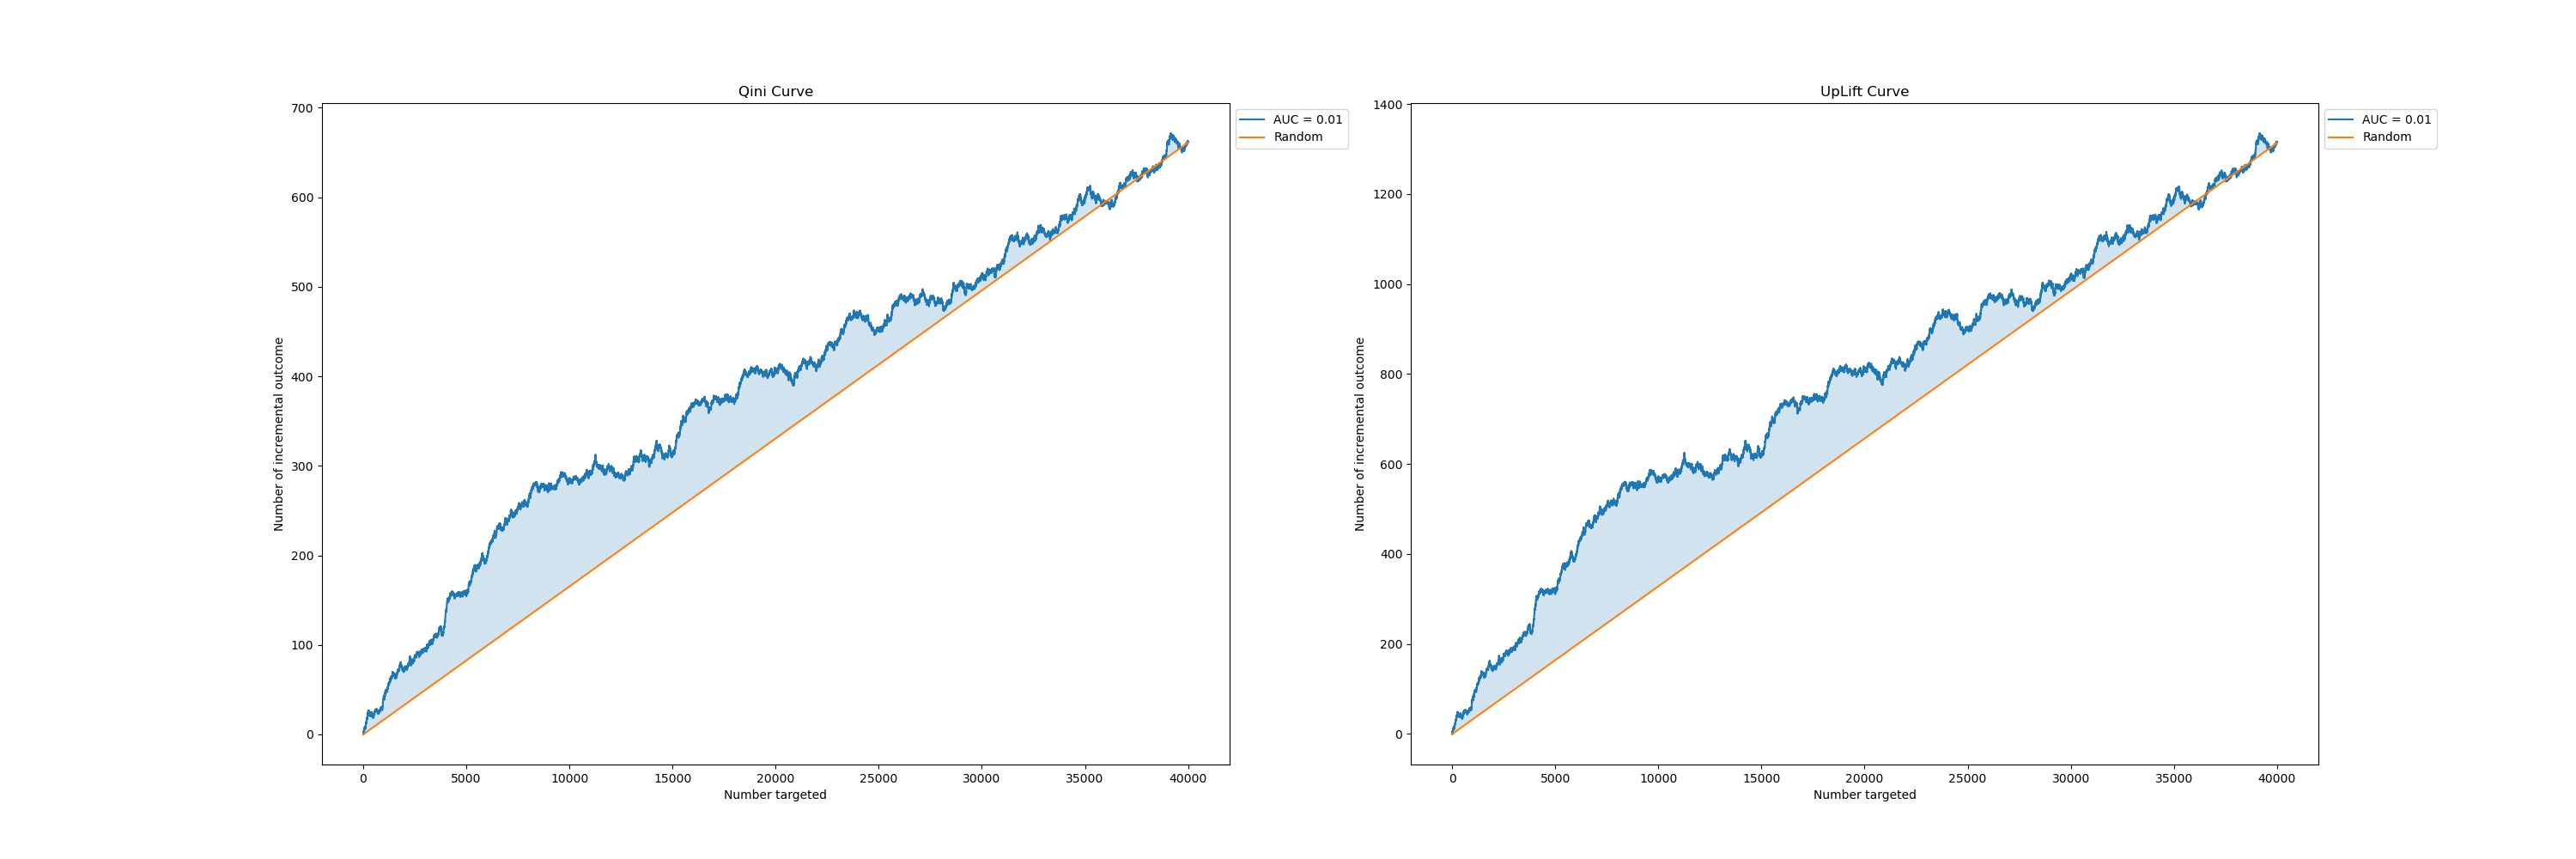 Qini Curve
700
600
500
400
300
200
100
0
Number of incremental outcome
0 5000 10000 15000 20000 25000 30000 35000 40000
Number targeted
AUC = 0.01
Random
UpLift Curve
1400
1200
1000
800
600
400
200
0
Number of incremental outcome
0 5000 10000 15000 20000 25000 30000 35000 40000
Number targeted
AUC = 0.01
Random